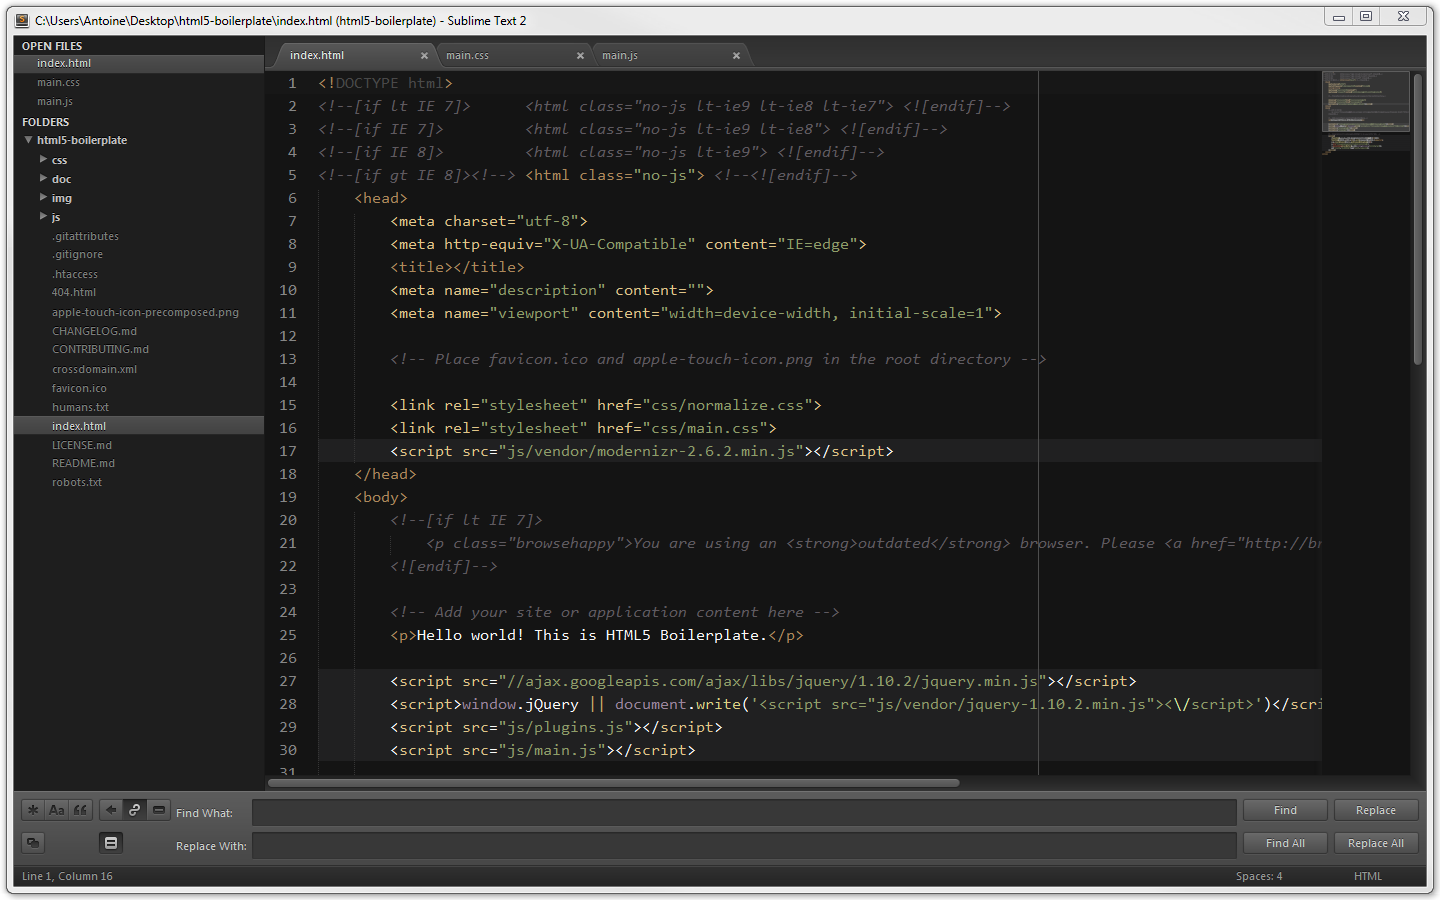 C:\Users\Antoine\Desktop\html5-boilerplate\index.html (html5-boilerplate) - Sublime Text 2
OPEN FILES
index.html
main.css
main.js
FOLDERS
html5-boilerplate
css
doc
img
js
.gitattributes
.gitignore
.htaccess
404.html
apple-touch-icon-precomposed.png
CHANGELOG.md
CONTRIBUTING.md
crossdomain.xml
favicon.ico
humans.txt
index.html
LICENSE.md
README.md
robots.txt
index.html main.css main.js
1 <!DOCTYPE html>
2 <!--[if lt IE 7]>      <html class="no-js lt-ie9 lt-ie8 lt-ie7"> <![endif]-->
3 <!--[if IE 7]>         <html class="no-js lt-ie9 lt-ie8"> <![endif]-->
4 <!--[if IE 8]>         <html class="no-js lt-ie9"> <![endif]-->
5 <!--[if gt IE 8]><!--> <html class="no-js"> <!--<![endif]-->
6     <head>
7         <meta charset="utf-8">
8         <meta http-equiv="X-UA-Compatible" content="IE=edge">
9         <title></title>
10         <meta name="description" content="">
11         <meta name="viewport" content="width=device-width, initial-scale=1">
12
13         <!-- Place favicon.ico and apple-touch-icon.png in the root directory -->
14
15         <link rel="stylesheet" href="css/normalize.css">
16         <link rel="stylesheet" href="css/main.css">
17         <script src="js/vendor/modernizr-2.6.2.min.js"></script>
18     </head>
19     <body>
20         <!--[if lt IE 7]>
21             <p class="browsehappy">You are using an <strong>outdated</strong> browser. Please <a href="http://br
22         <![endif]-->
23
24         <!-- Add your site or application content here -->
25         <p>Hello world! This is HTML5 Boilerplate.</p>
26
27         <script src="//ajax.googleapis.com/ajax/libs/jquery/1.10.2/jquery.min.js"></script>
28         <script>window.jQuery || document.write('<script src="js/vendor/jquery-1.10.2.min.js"><\/script>')</scri
29         <script src="js/plugins.js"></script>
30         <script src="js/main.js"></script>
31
Aa Find What: Find Replace
Replace With: Find All Replace All
Line 1, Column 16 Spaces: 4 HTML